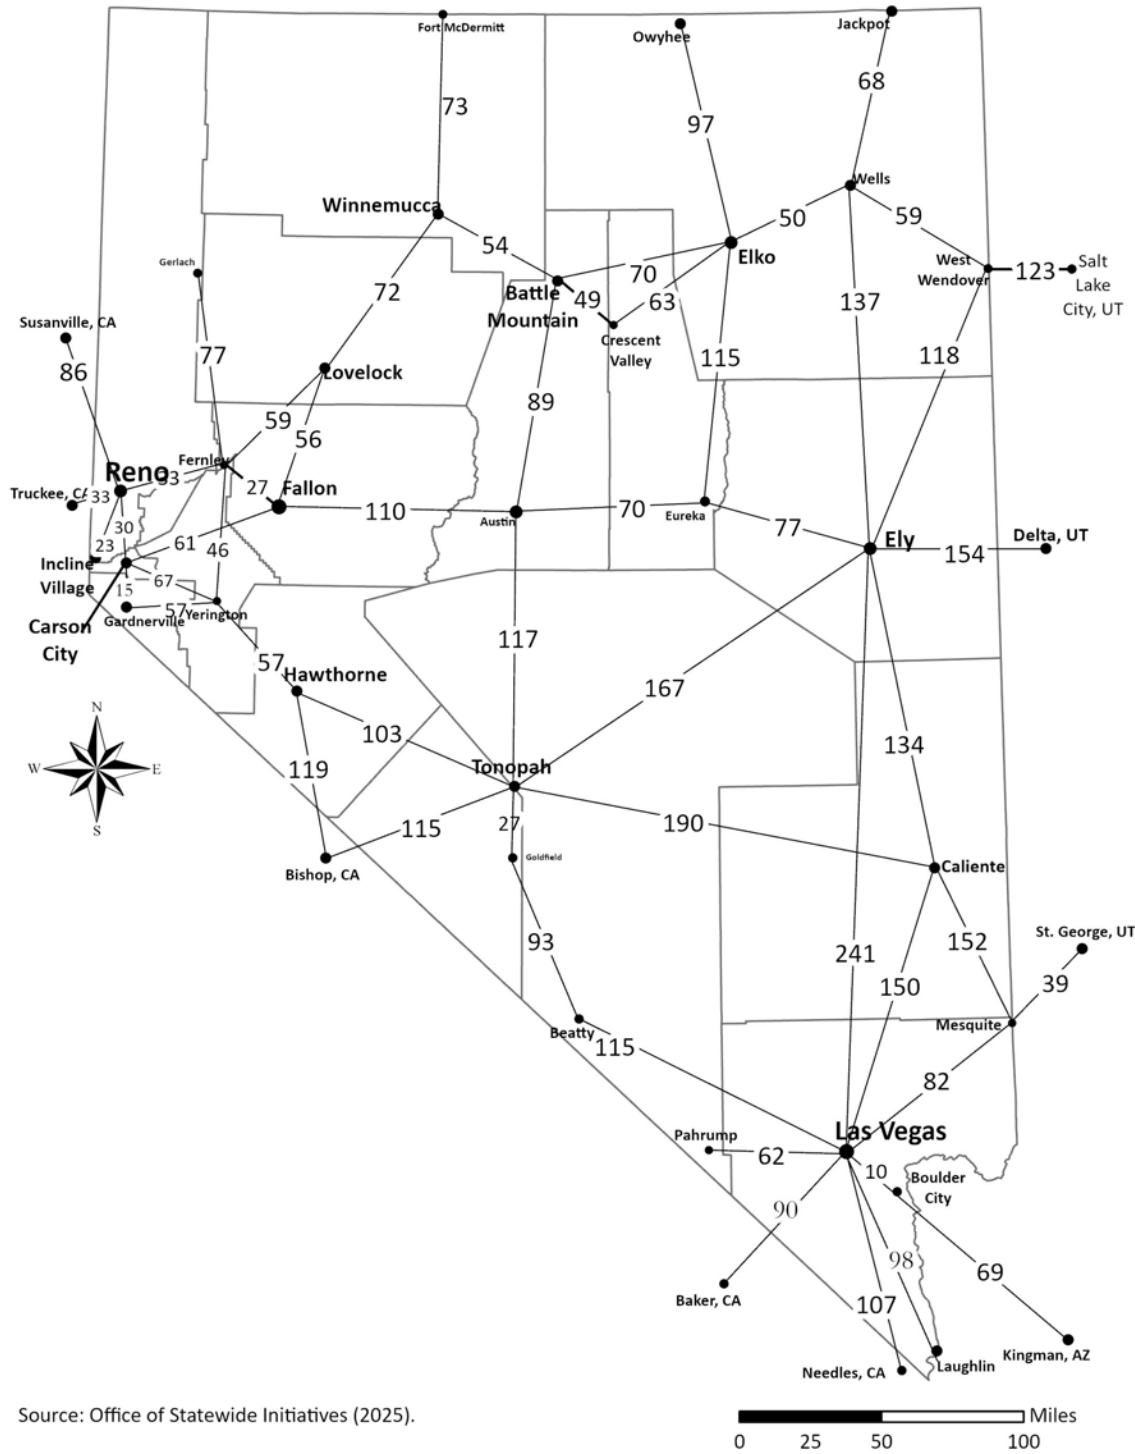 Fort McDermitt
Owyhee
Jackpot
73
97
68
Winnemucca
Wells
54
50
59
Elko
70
West
Wendover
123
Salt
Lake
City, UT
Gerlach
72
Battle
Mountain
49
63
137
Susanville, CA
Crescent
Valley
77
115
118
86
Lovelock
89
59
56
Reno
Fernley
33
27
Fallon
Truckee, CA
33
110
Austin
70
Eureka
77
30
23
61
46
Ely
154
Delta, UT
Incline
Village
67
15
57
Gardnerville
Yerington
Carson
City
117
57
Hawthorne
167
N
W
E
S
103
134
119
Tonopah
115
27
190
Goldfield
Bishop, CA
Caliente
93
241
152
St. George, UT
150
39
Beatty
Mesquite
115
82
Las Vegas
Pahrump
62
10
Boulder
City
90
98
69
107
Baker, CA
Kingman, AZ
Needles, CA
Laughlin
Source: Office of Statewide Initiatives (2025).
Miles
0
25
50
100